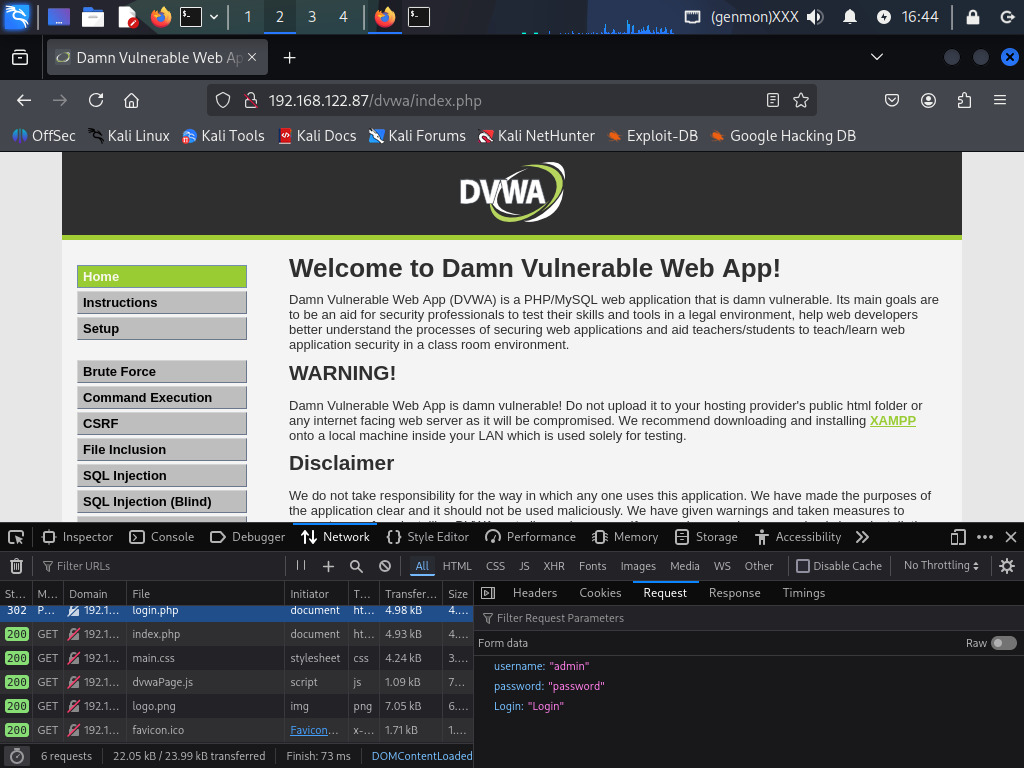 1 2 3 4 (genmon)XXX 16:44
Damn Vulnerable Web Ap
192.168.122.87/dvwa/index.php
OffSec Kali Linux Kali Tools Kali Docs Kali Forums Kali NetHunter Exploit-DB Google Hacking DB
DVWA
Home
Instructions
Setup
Brute Force
Command Execution
CSRF
File Inclusion
SQL Injection
SQL Injection (Blind)
Welcome to Damn Vulnerable Web App!
Damn Vulnerable Web App (DVWA) is a PHP/MySQL web application that is damn vulnerable. Its main goals are
to be an aid for security professionals to test their skills and tools in a legal environment, help web developers
better understand the processes of securing web applications and aid teachers/students to teach/learn web
application security in a class room environment.
WARNING!
Damn Vulnerable Web App is damn vulnerable! Do not upload it to your hosting provider's public html folder or
any internet facing web server as it will be compromised. We recommend downloading and installing XAMPP
onto a local machine inside your LAN which is used solely for testing.
Disclaimer
We do not take responsibility for the way in which any one uses this application. We have made the purposes of
the application clear and it should not be used maliciously. We have given warnings and taken measures to
Inspector Console Debugger Network Style Editor Performance Memory Storage Accessibility
Filter URLs All HTML CSS JS XHR Fonts Images Media WS Other Disable Cache No Throttling
St... M... Domain File Initiator T... Transfer... Size
302 P... 192.1... login.php document ht... 4.98 kB 4....
200 GET 192.1... index.php document ht... 4.93 kB 4....
200 GET 192.1... main.css stylesheet css 4.24 kB 3....
200 GET 192.1... dvwaPage.js script js 1.09 kB 7....
200 GET 192.1... logo.png img png 7.05 kB 6....
200 GET 192.1... favicon.ico Favicon... x-... 1.71 kB 1....
6 requests 22.05 kB / 23.99 kB transferred Finish: 73 ms DOMContentLoaded
Headers Cookies Request Response Timings
Filter Request Parameters
Form data Raw
username: "admin"
password: "password"
Login: "Login"